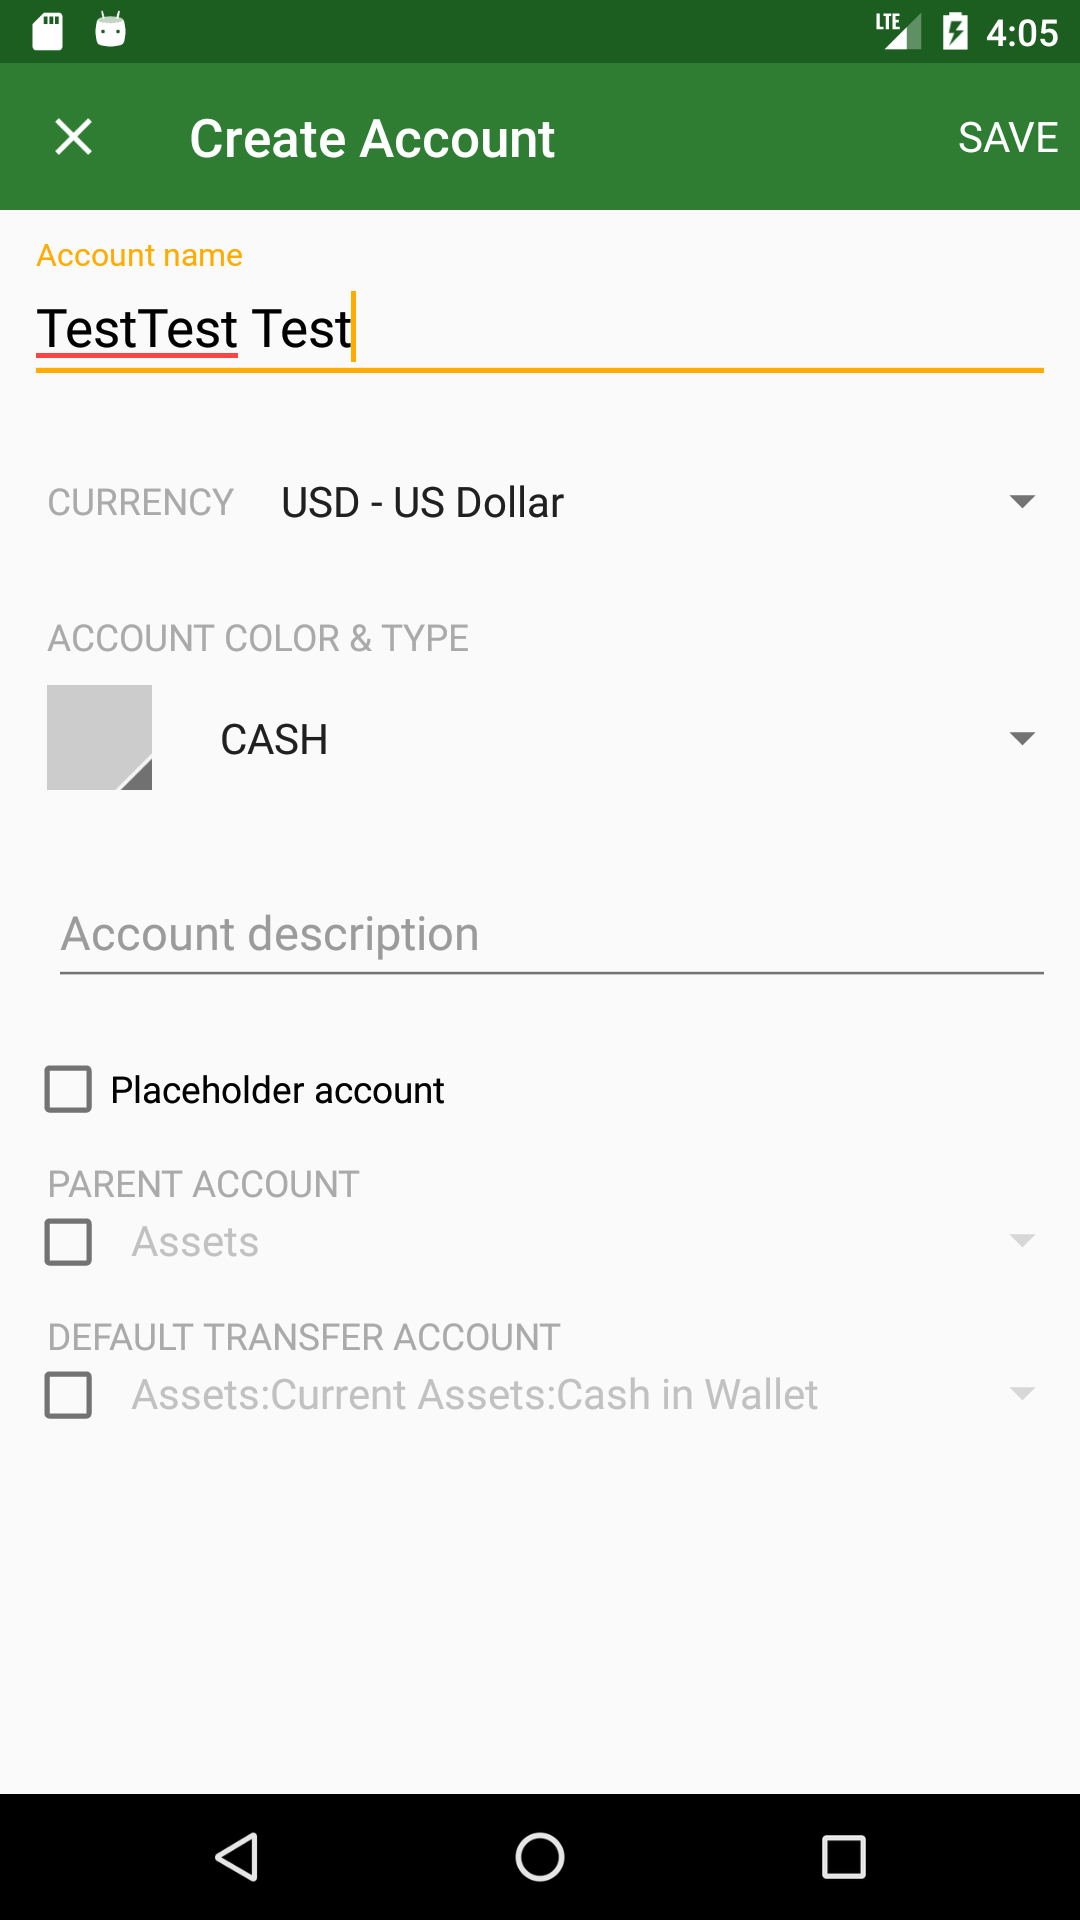 LTE 4:05
Create Account SAVE
Account name
TestTest Test
CURRENCY USD - US Dollar
ACCOUNT COLOR & TYPE
CASH
Account description
Placeholder account
PARENT ACCOUNT
Assets
DEFAULT TRANSFER ACCOUNT
Assets:Current Assets:Cash in Wallet